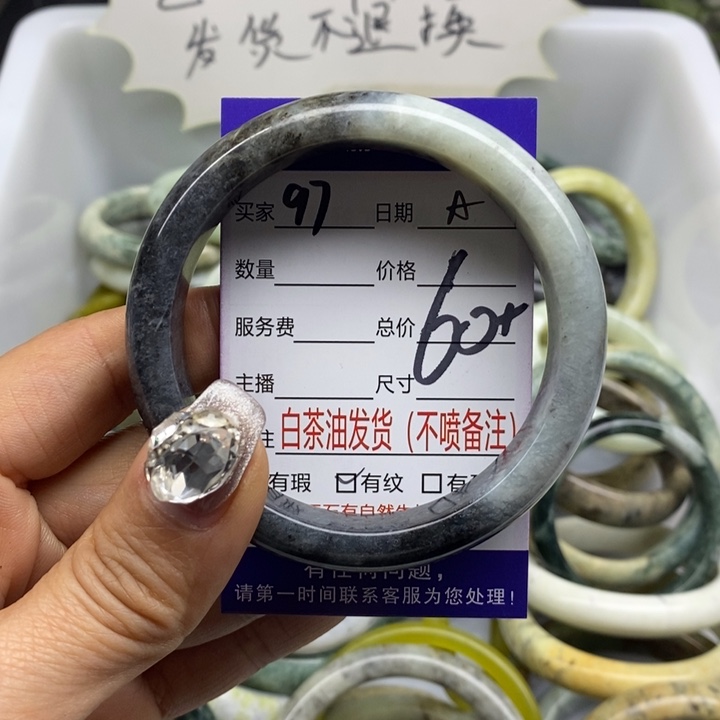 发货不退换
买家 97 日期 A
数量 价格
服务费 总价 60+
主播 尺寸
注 白茶油发货（不喷备注）
有瑕 ☑有纹 □有
有任何问题，
请第一时间联系客服为您处理！